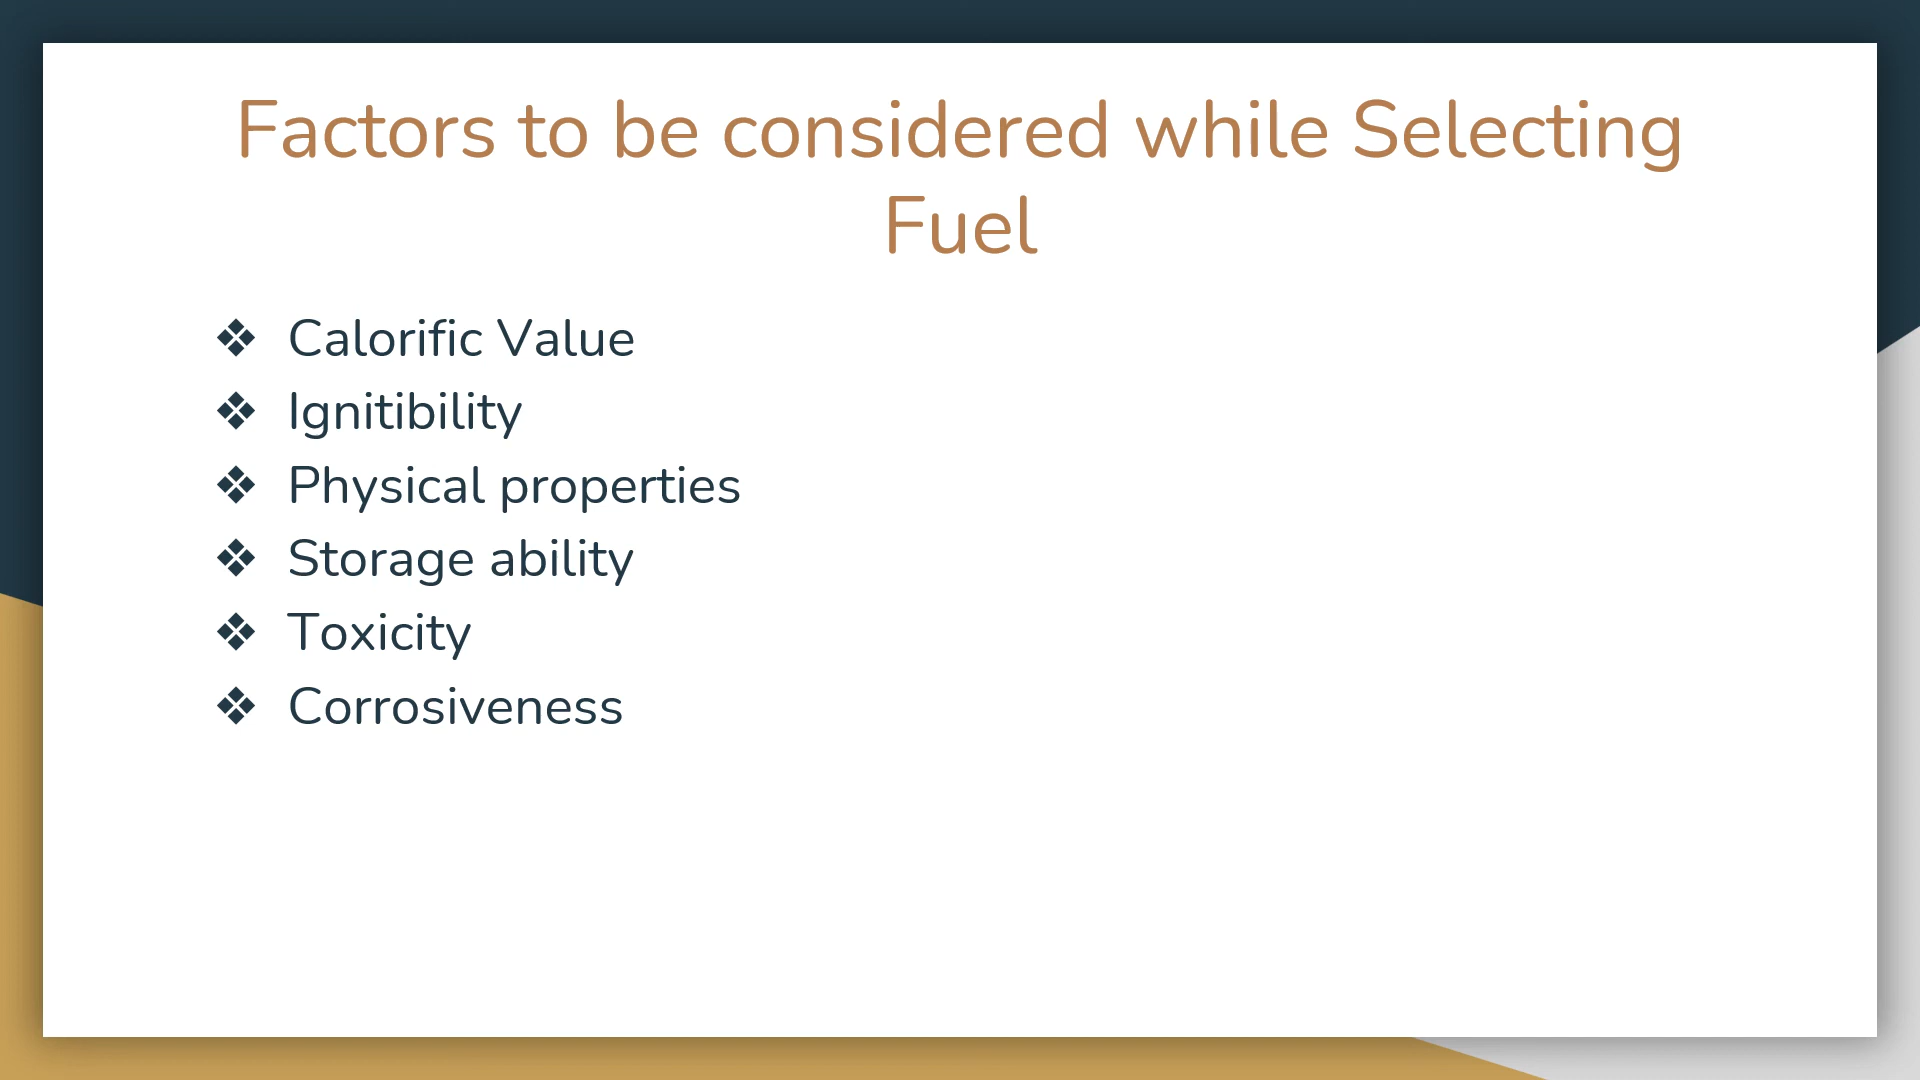 Factors to be considered while Selecting
Fuel
❖ Calorific Value
❖ Ignitibility
❖ Physical properties
❖ Storage ability
❖ Toxicity
❖ Corrosiveness